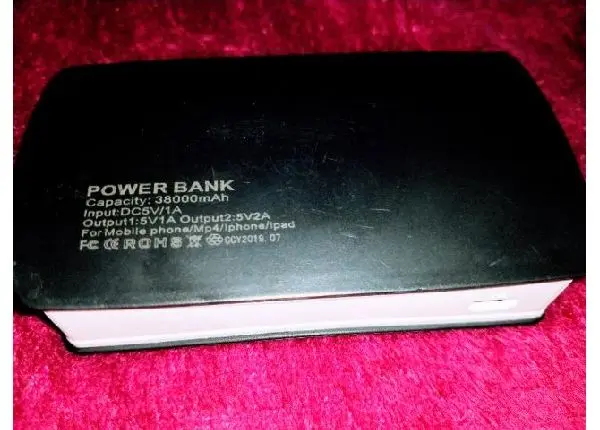 POWER BANK
Capacity: 38000mAh
Input:DC5V/1A
Output1:5V1A Output2:5V2A
For Mobile phone/Mp4/Iphone/Ipad
FC CE ROHS CCY2019. 07